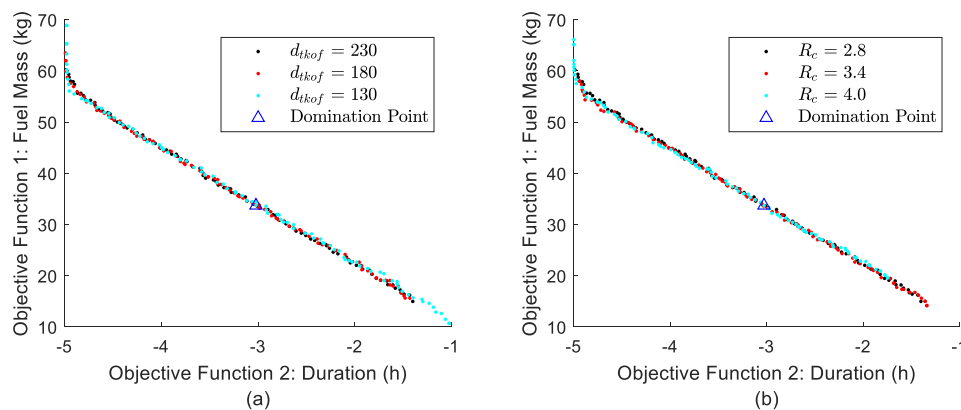 Objective Function 1: Fuel Mass (kg)
70
60
50
40
30
20
10
-5
-4
-3
-2
-1
d_{tkof} = 230
d_{tkof} = 180
d_{tkof} = 130
Domination Point
Objective Function 2: Duration (h)
(a)
Objective Function 1: Fuel Mass (kg)
70
60
50
40
30
20
10
-5
-4
-3
-2
-1
R_c = 2.8
R_c = 3.4
R_c = 4.0
Domination Point
Objective Function 2: Duration (h)
(b)